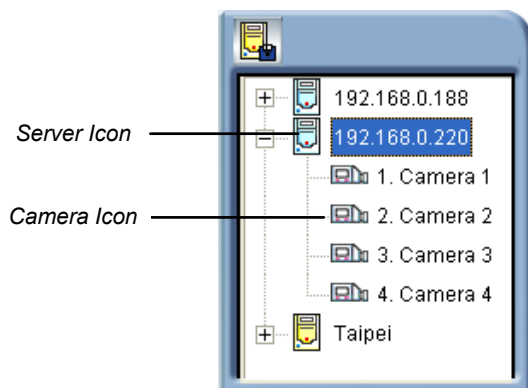 192.168.0.188
Server Icon
192.168.0.220
1. Camera 1
Camera Icon
2. Camera 2
3. Camera 3
4. Camera 4
Taipei